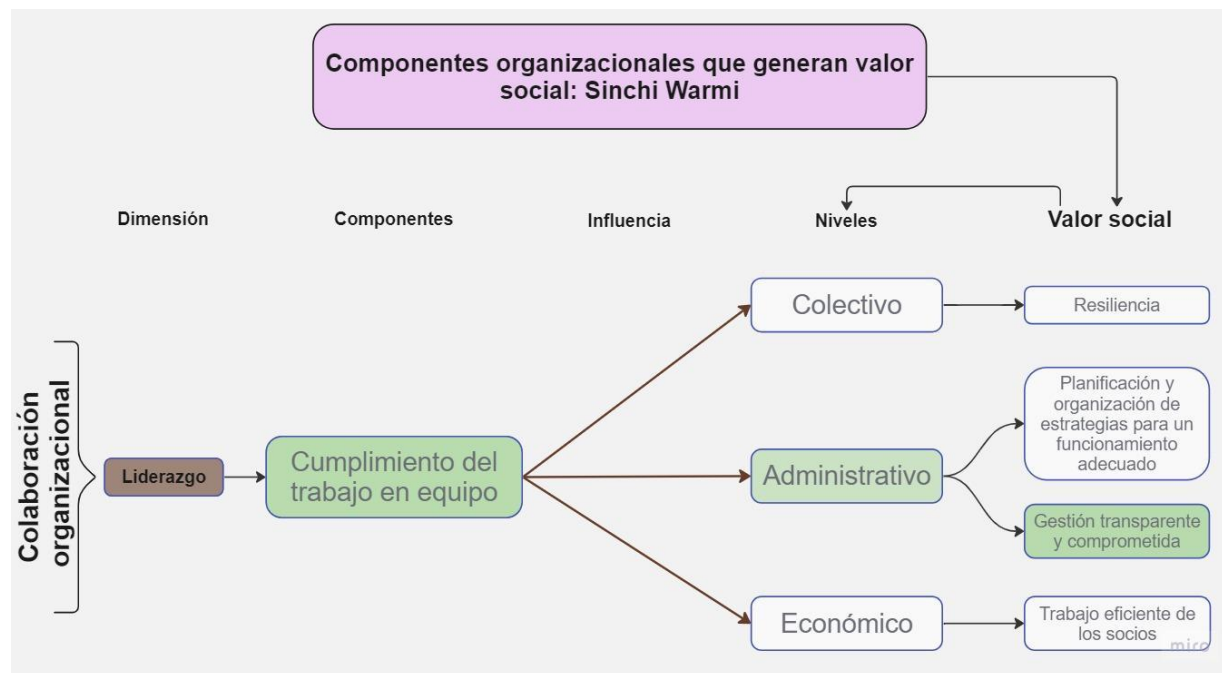 Componentes organizacionales que generan valor
social: Sinchi Warmi
Dimensión
Componentes
Influencia
Niveles
Valor social
Colaboración
organizacional
Liderazgo
Cumplimiento del
trabajo en equipo
Colectivo
Resiliencia
Administrativo
Planificación y
organización de
estrategias para un
funcionamiento
adecuado
Gestión transparente
y comprometida
Económico
Trabajo eficiente de
los socios
miro